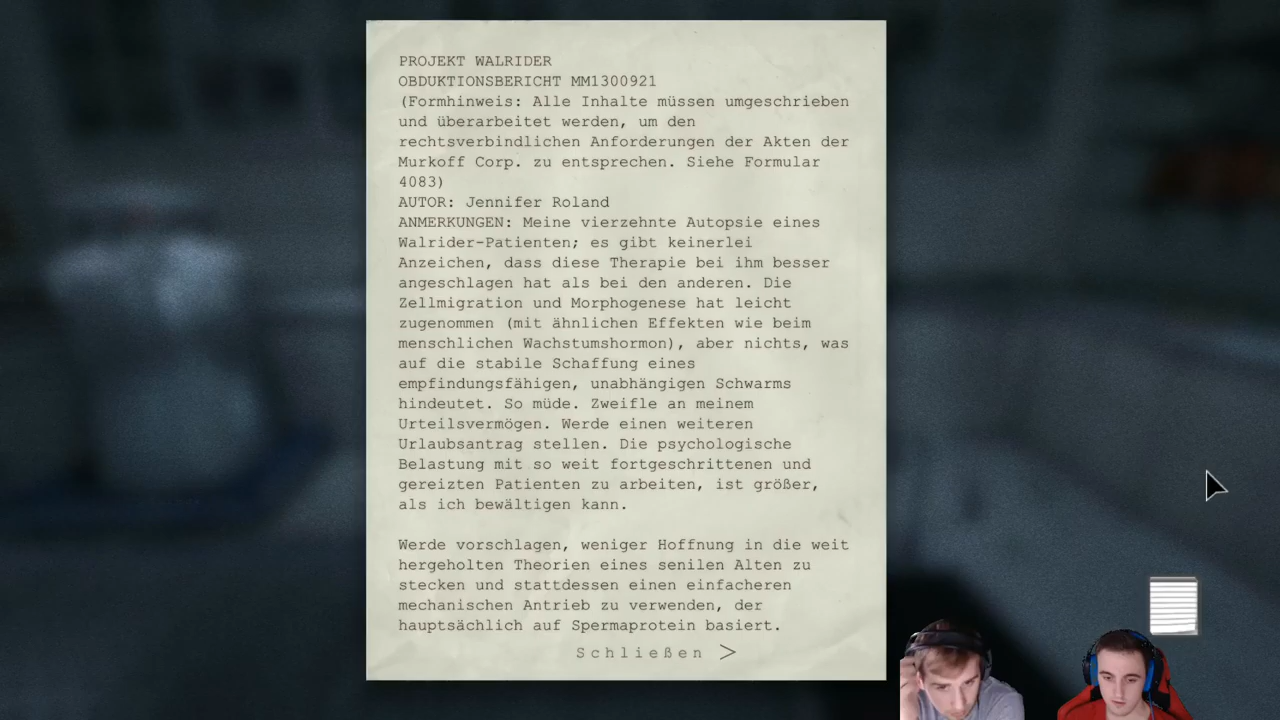 PROJEKT WALRIDER
OBDUKTIONSBERICHT MM1300921
(Formhinweis: Alle Inhalte müssen umgeschrieben
und überarbeitet werden, um den
rechtsverbindlichen Anforderungen der Akten der
Murkoff Corp. zu entsprechen. Siehe Formular
4083)
AUTOR: Jennifer Roland
ANMERKUNGEN: Meine vierzehnte Autopsie eines
Walrider-Patienten; es gibt keinerlei
Anzeichen, dass diese Therapie bei ihm besser
angeschlagen hat als bei den anderen. Die
Zellmigration und Morphogenese hat leicht
zugenommen (mit ähnlichen Effekten wie beim
menschlichen Wachstumshormon), aber nichts, was
auf die stabile Schaffung eines
empfindungsfähigen, unabhängigen Schwarms
hindeutet. So müde. Zweifle an meinem
Urteilsvermögen. Werde einen weiteren
Urlaubsantrag stellen. Die psychologische
Belastung mit so weit fortgeschrittenen und
gereizten Patienten zu arbeiten, ist größer,
als ich bewältigen kann.
Werde vorschlagen, weniger Hoffnung in die weit
hergeholten Theorien eines senilen Alten zu
stecken und stattdessen einen einfacheren
mechanischen Antrieb zu verwenden, der
hauptsächlich auf Spermaprotein basiert.
Schließen >